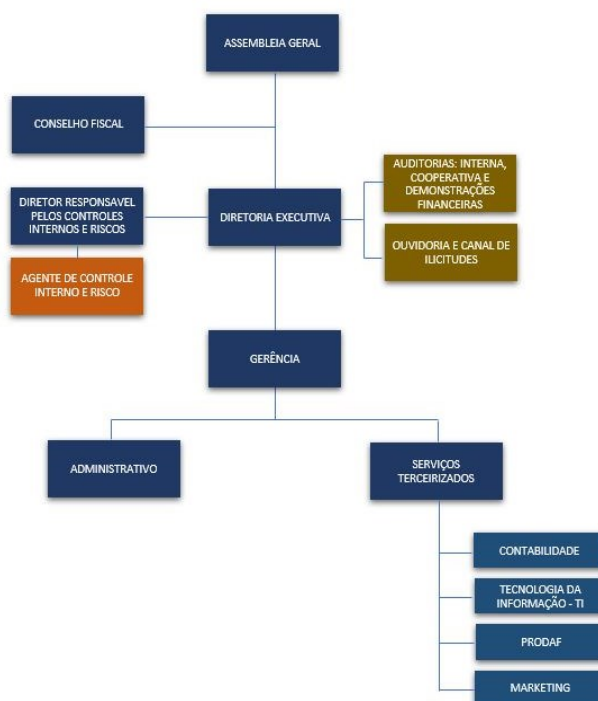 ASSEMBLEIA GERAL
CONSELHO FISCAL
AUDITORIAS: INTERNA,
COOPERATIVA E
DEMONSTRAÇÕES
FINANCEIRAS
DIRETOR RESPONSAVEL
PELOS CONTROLES
INTERNOS E RISCOS
DIRETORIA EXECUTIVA
OUVIDORIA E CANAL DE
ILICITUDES
AGENTE DE CONTROLE
INTERNO E RISCO
GERÊNCIA
ADMINISTRATIVO
SERVIÇOS
TERCEIRIZADOS
CONTABILIDADE
TECNOLOGIA DA
INFORMAÇÃO - TI
PRODAF
MARKETING